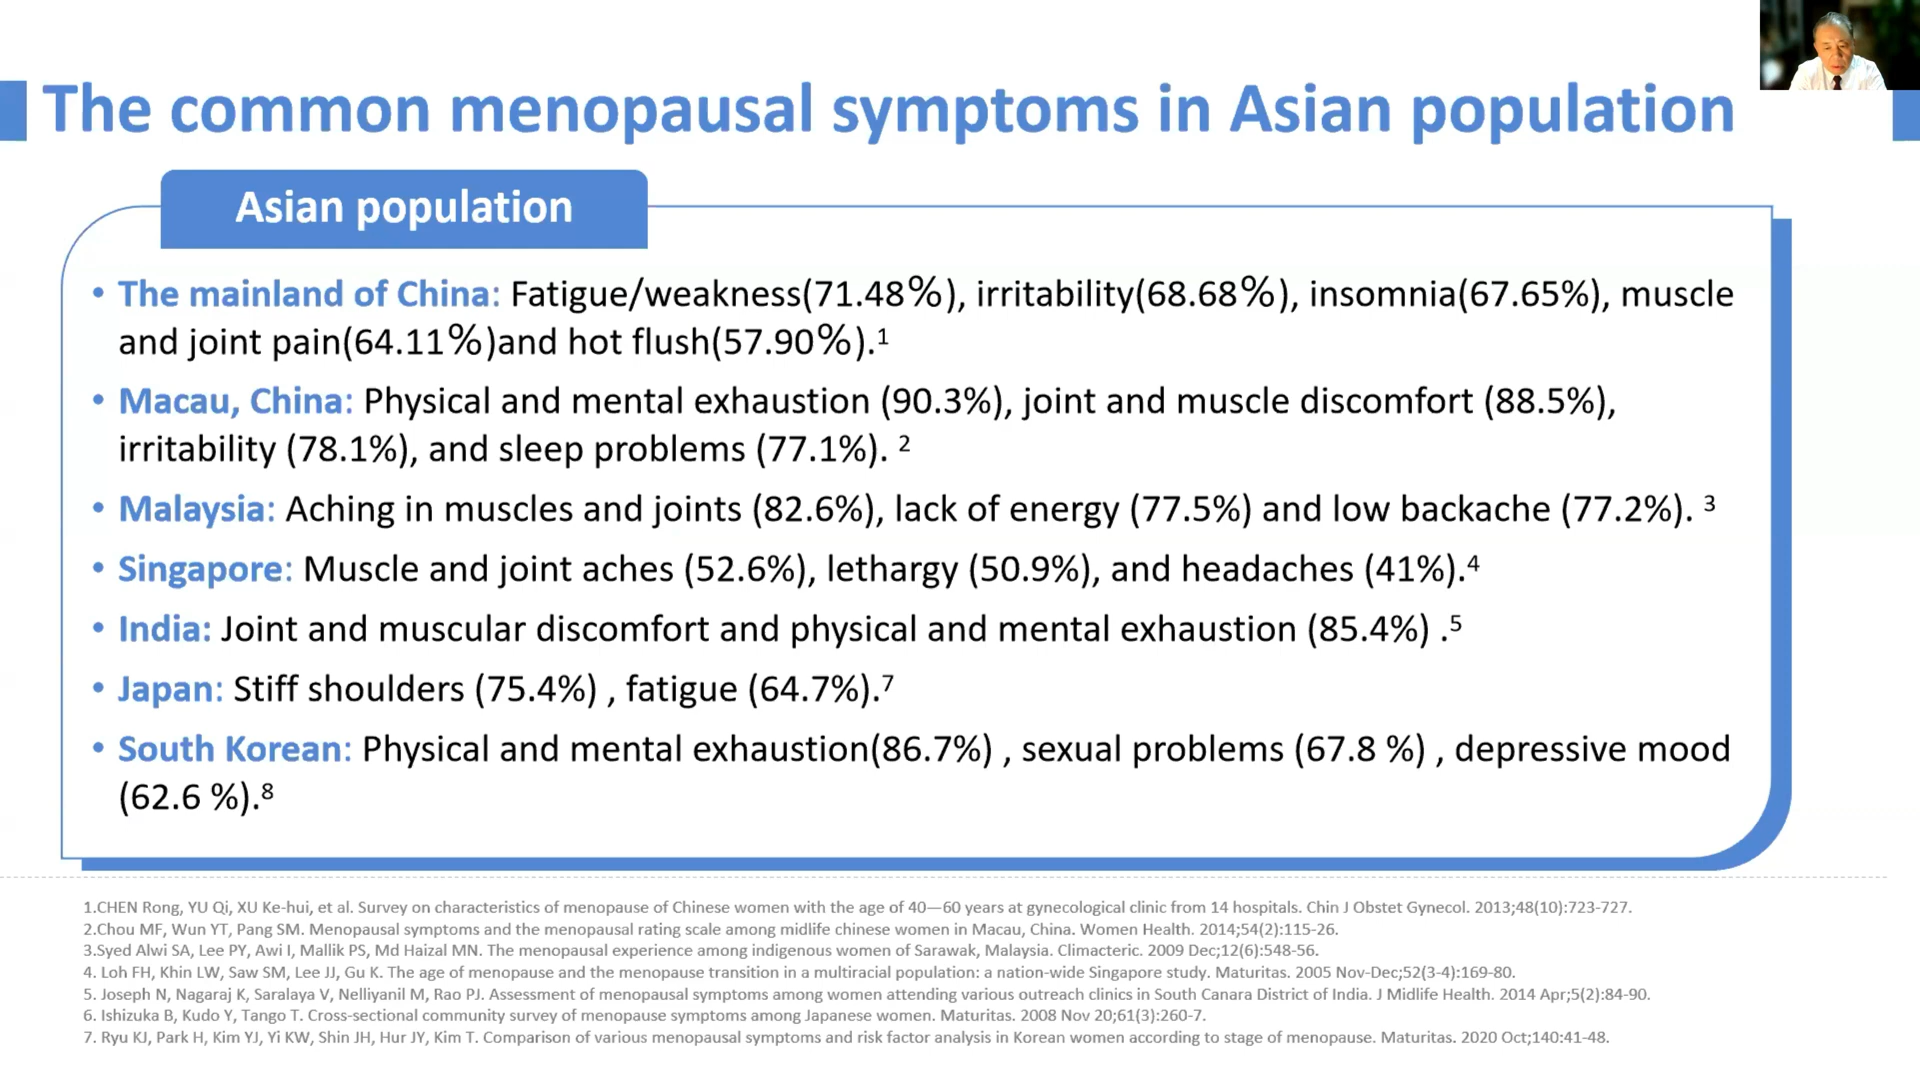 The common menopausal symptoms in Asian population
Asian population
• The mainland of China: Fatigue/weakness(71.48%), irritability(68.68%), insomnia(67.65%), muscle
and joint pain(64.11%)and hot flush(57.90%).¹
• Macau, China: Physical and mental exhaustion (90.3%), joint and muscle discomfort (88.5%),
irritability (78.1%), and sleep problems (77.1%). ²
• Malaysia: Aching in muscles and joints (82.6%), lack of energy (77.5%) and low backache (77.2%). ³
• Singapore: Muscle and joint aches (52.6%), lethargy (50.9%), and headaches (41%).⁴
• India: Joint and muscular discomfort and physical and mental exhaustion (85.4%) .⁵
• Japan: Stiff shoulders (75.4%) , fatigue (64.7%).⁷
• South Korean: Physical and mental exhaustion(86.7%) , sexual problems (67.8 %) , depressive mood
(62.6 %).⁸
1.CHEN Rong, YU Qi, XU Ke-hui, et al. Survey on characteristics of menopause of Chinese women with the age of 40—60 years at gynecological clinic from 14 hospitals. Chin J Obstet Gynecol. 2013;48(10):723-727.
2.Chou MF, Wun YT, Pang SM. Menopausal symptoms and the menopausal rating scale among midlife chinese women in Macau, China. Women Health. 2014;54(2):115-26.
3.Syed Alwi SA, Lee PY, Awi I, Mallik PS, Md Haizal MN. The menopausal experience among indigenous women of Sarawak, Malaysia. Climacteric. 2009 Dec;12(6):548-56.
4. Loh FH, Khin LW, Saw SM, Lee JJ, Gu K. The age of menopause and the menopause transition in a multiracial population: a nation-wide Singapore study. Maturitas. 2005 Nov-Dec;52(3-4):169-80.
5. Joseph N, Nagaraj K, Saralaya V, Nelliyanil M, Rao PJ. Assessment of menopausal symptoms among women attending various outreach clinics in South Canara District of India. J Midlife Health. 2014 Apr;5(2):84-90.
6. Ishizuka B, Kudo Y, Tango T. Cross-sectional community survey of menopause symptoms among Japanese women. Maturitas. 2008 Nov 20;61(3):260-7.
7. Ryu KJ, Park H, Kim YJ, Yi KW, Shin JH, Hur JY, Kim T. Comparison of various menopausal symptoms and risk factor analysis in Korean women according to stage of menopause. Maturitas. 2020 Oct;140:41-48.